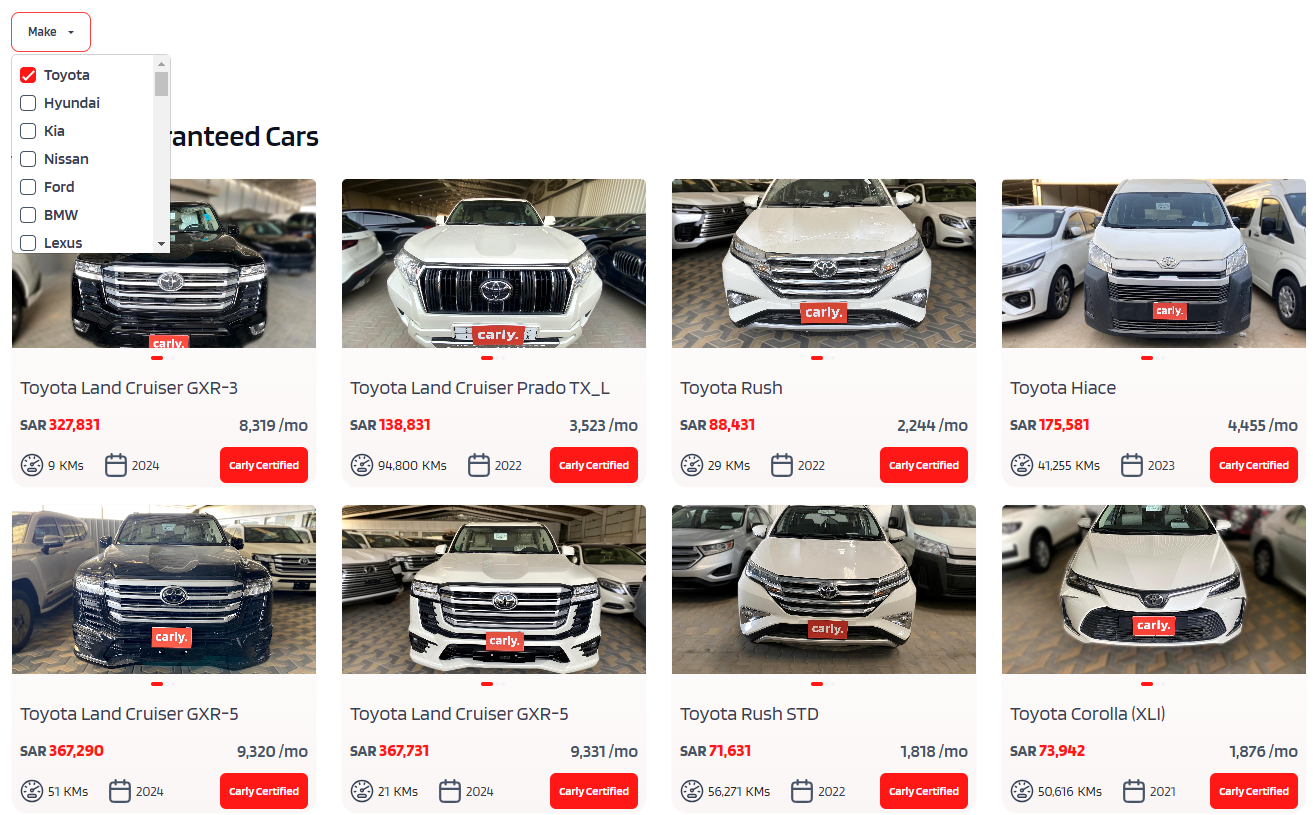 Make
Toyota
Hyundai
Kia
Nissan
Ford
BMW
Lexus
ranteed Cars
carly.
carly.
carly.
carly.
Toyota Land Cruiser GXR-3
SAR 327,831 8,319 /mo
9 KMs 2024 Carly Certified
Toyota Land Cruiser Prado TX_L
SAR 138,831 3,523 /mo
94,800 KMs 2022 Carly Certified
Toyota Rush
SAR 88,431 2,244 /mo
29 KMs 2022 Carly Certified
Toyota Hiace
SAR 175,581 4,455 /mo
41,255 KMs 2023 Carly Certified
carly.
carly.
carly.
carly.
Toyota Land Cruiser GXR-5
SAR 367,290 9,320 /mo
51 KMs 2024 Carly Certified
Toyota Land Cruiser GXR-5
SAR 367,731 9,331 /mo
21 KMs 2024 Carly Certified
Toyota Rush STD
SAR 71,631 1,818 /mo
56,271 KMs 2022 Carly Certified
Toyota Corolla (XLI)
SAR 73,942 1,876 /mo
50,616 KMs 2021 Carly Certified